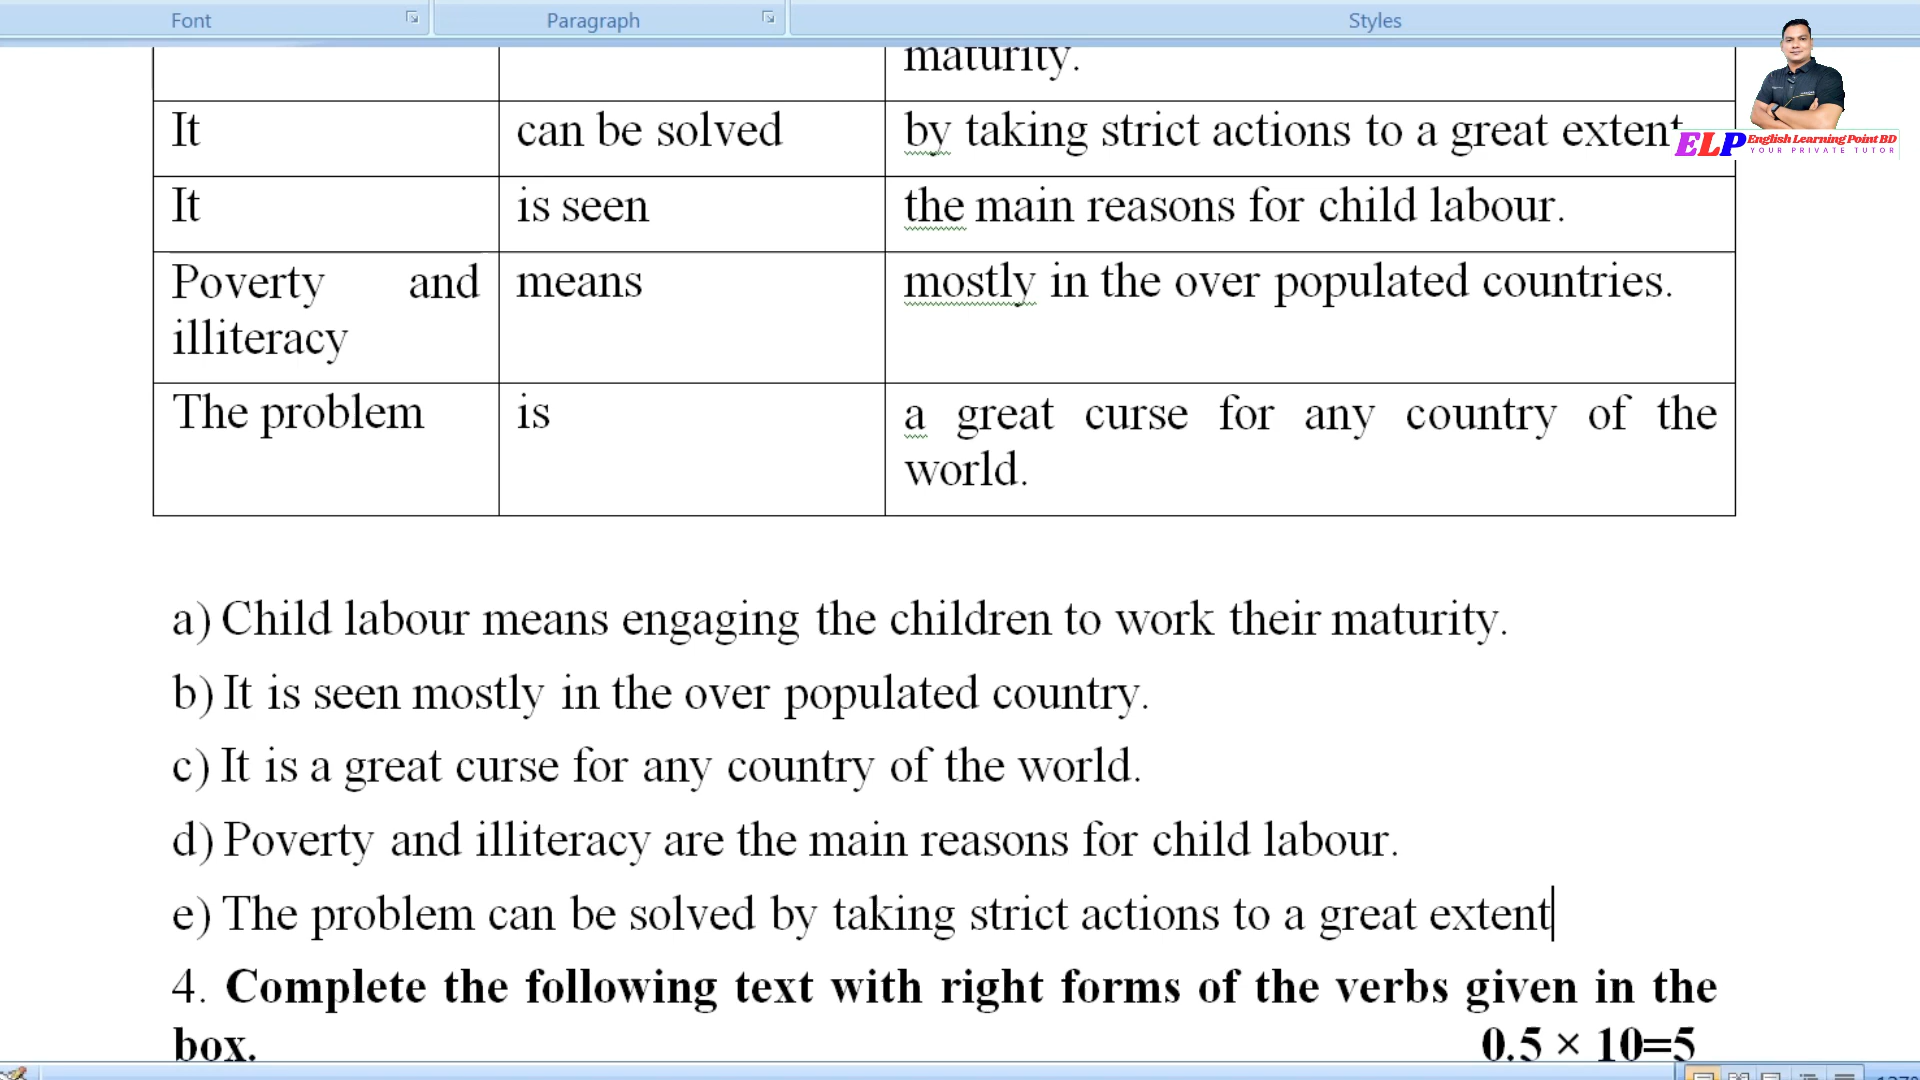 Font Paragraph Styles
maturity.
It can be solved by taking strict actions to a great extent
It is seen the main reasons for child labour.
Poverty and means mostly in the over populated countries.
illiteracy
The problem is a great curse for any country of the
world.
ELP English Learning Point BD
YOUR PRIVATE TUTOR
a) Child labour means engaging the children to work their maturity.
b) It is seen mostly in the over populated country.
c) It is a great curse for any country of the world.
d) Poverty and illiteracy are the main reasons for child labour.
e) The problem can be solved by taking strict actions to a great extent
4. Complete the following text with right forms of the verbs given in the
box. 0.5 × 10=5